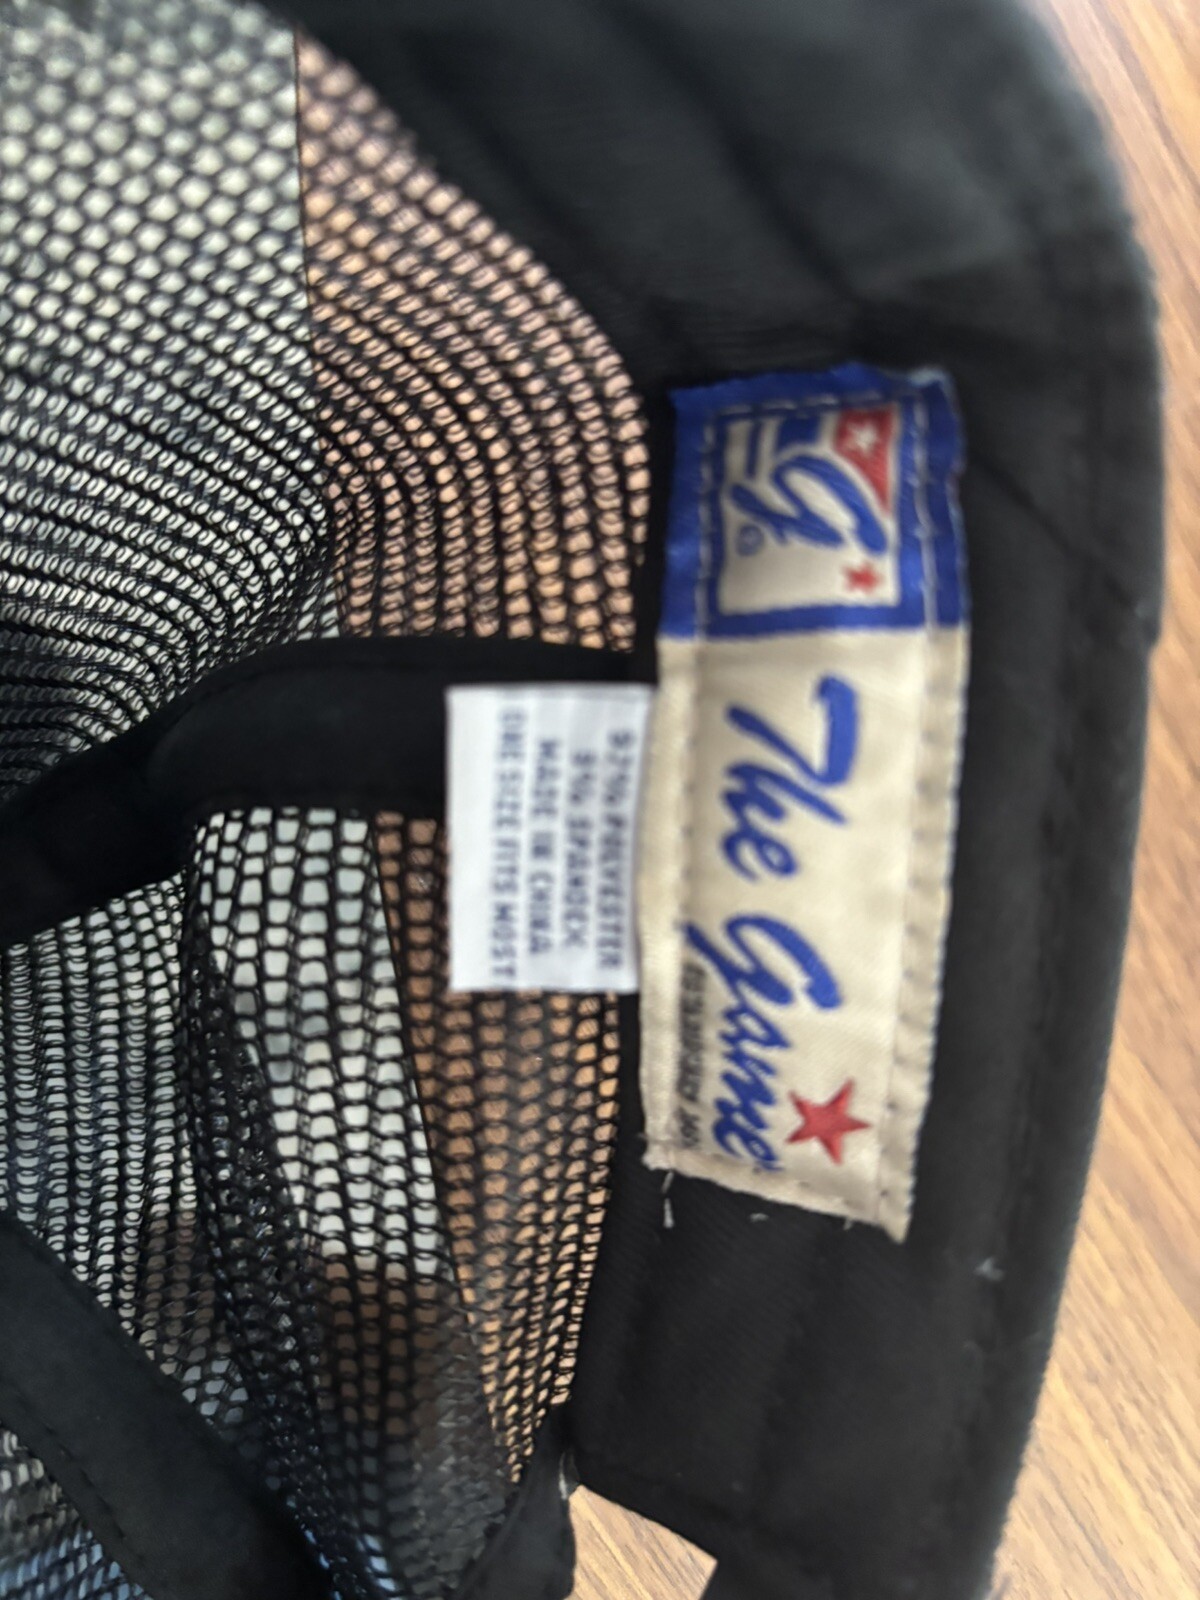 G®
The Game
97% POLYESTER
3% SPANDEX
MADE IN CHINA
ONE SIZE FITS MOST